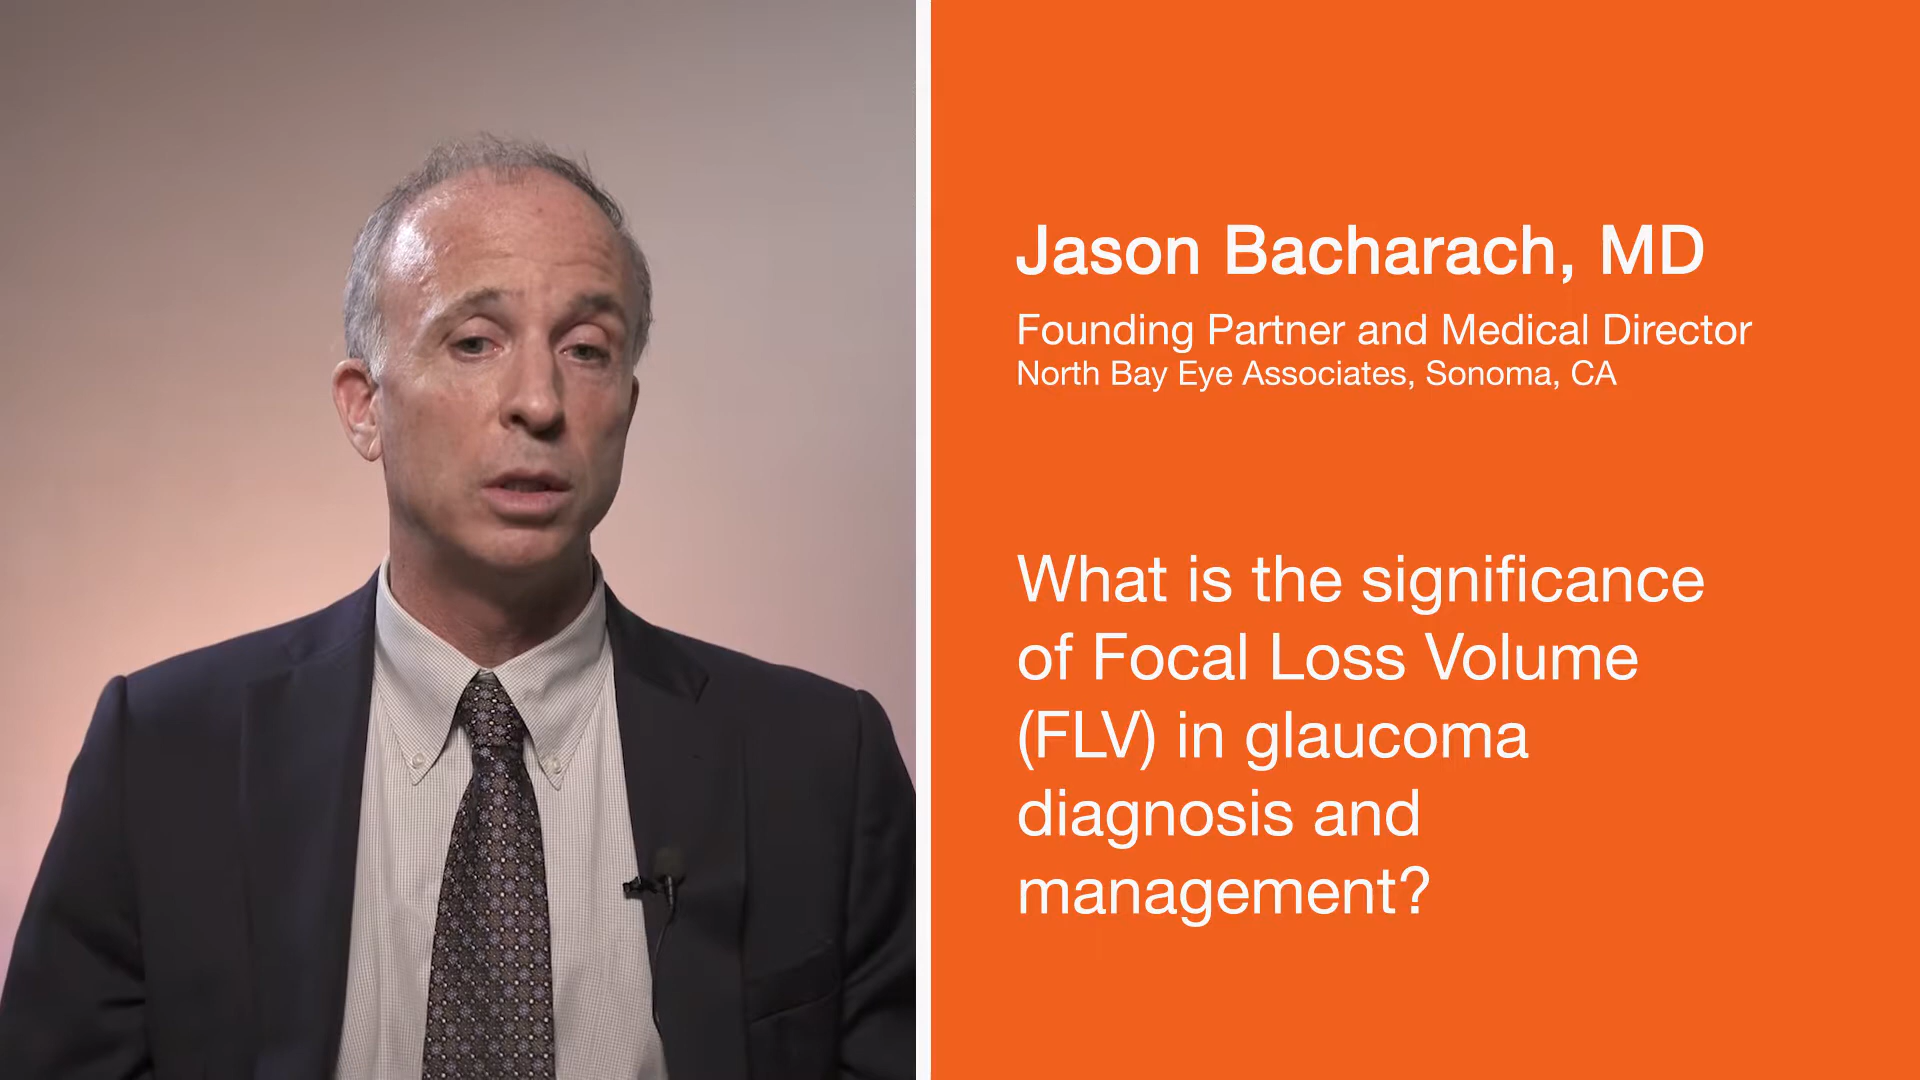 Jason Bacharach, MD
Founding Partner and Medical Director
North Bay Eye Associates, Sonoma, CA
What is the significance
of Focal Loss Volume
(FLV) in glaucoma
diagnosis and
management?